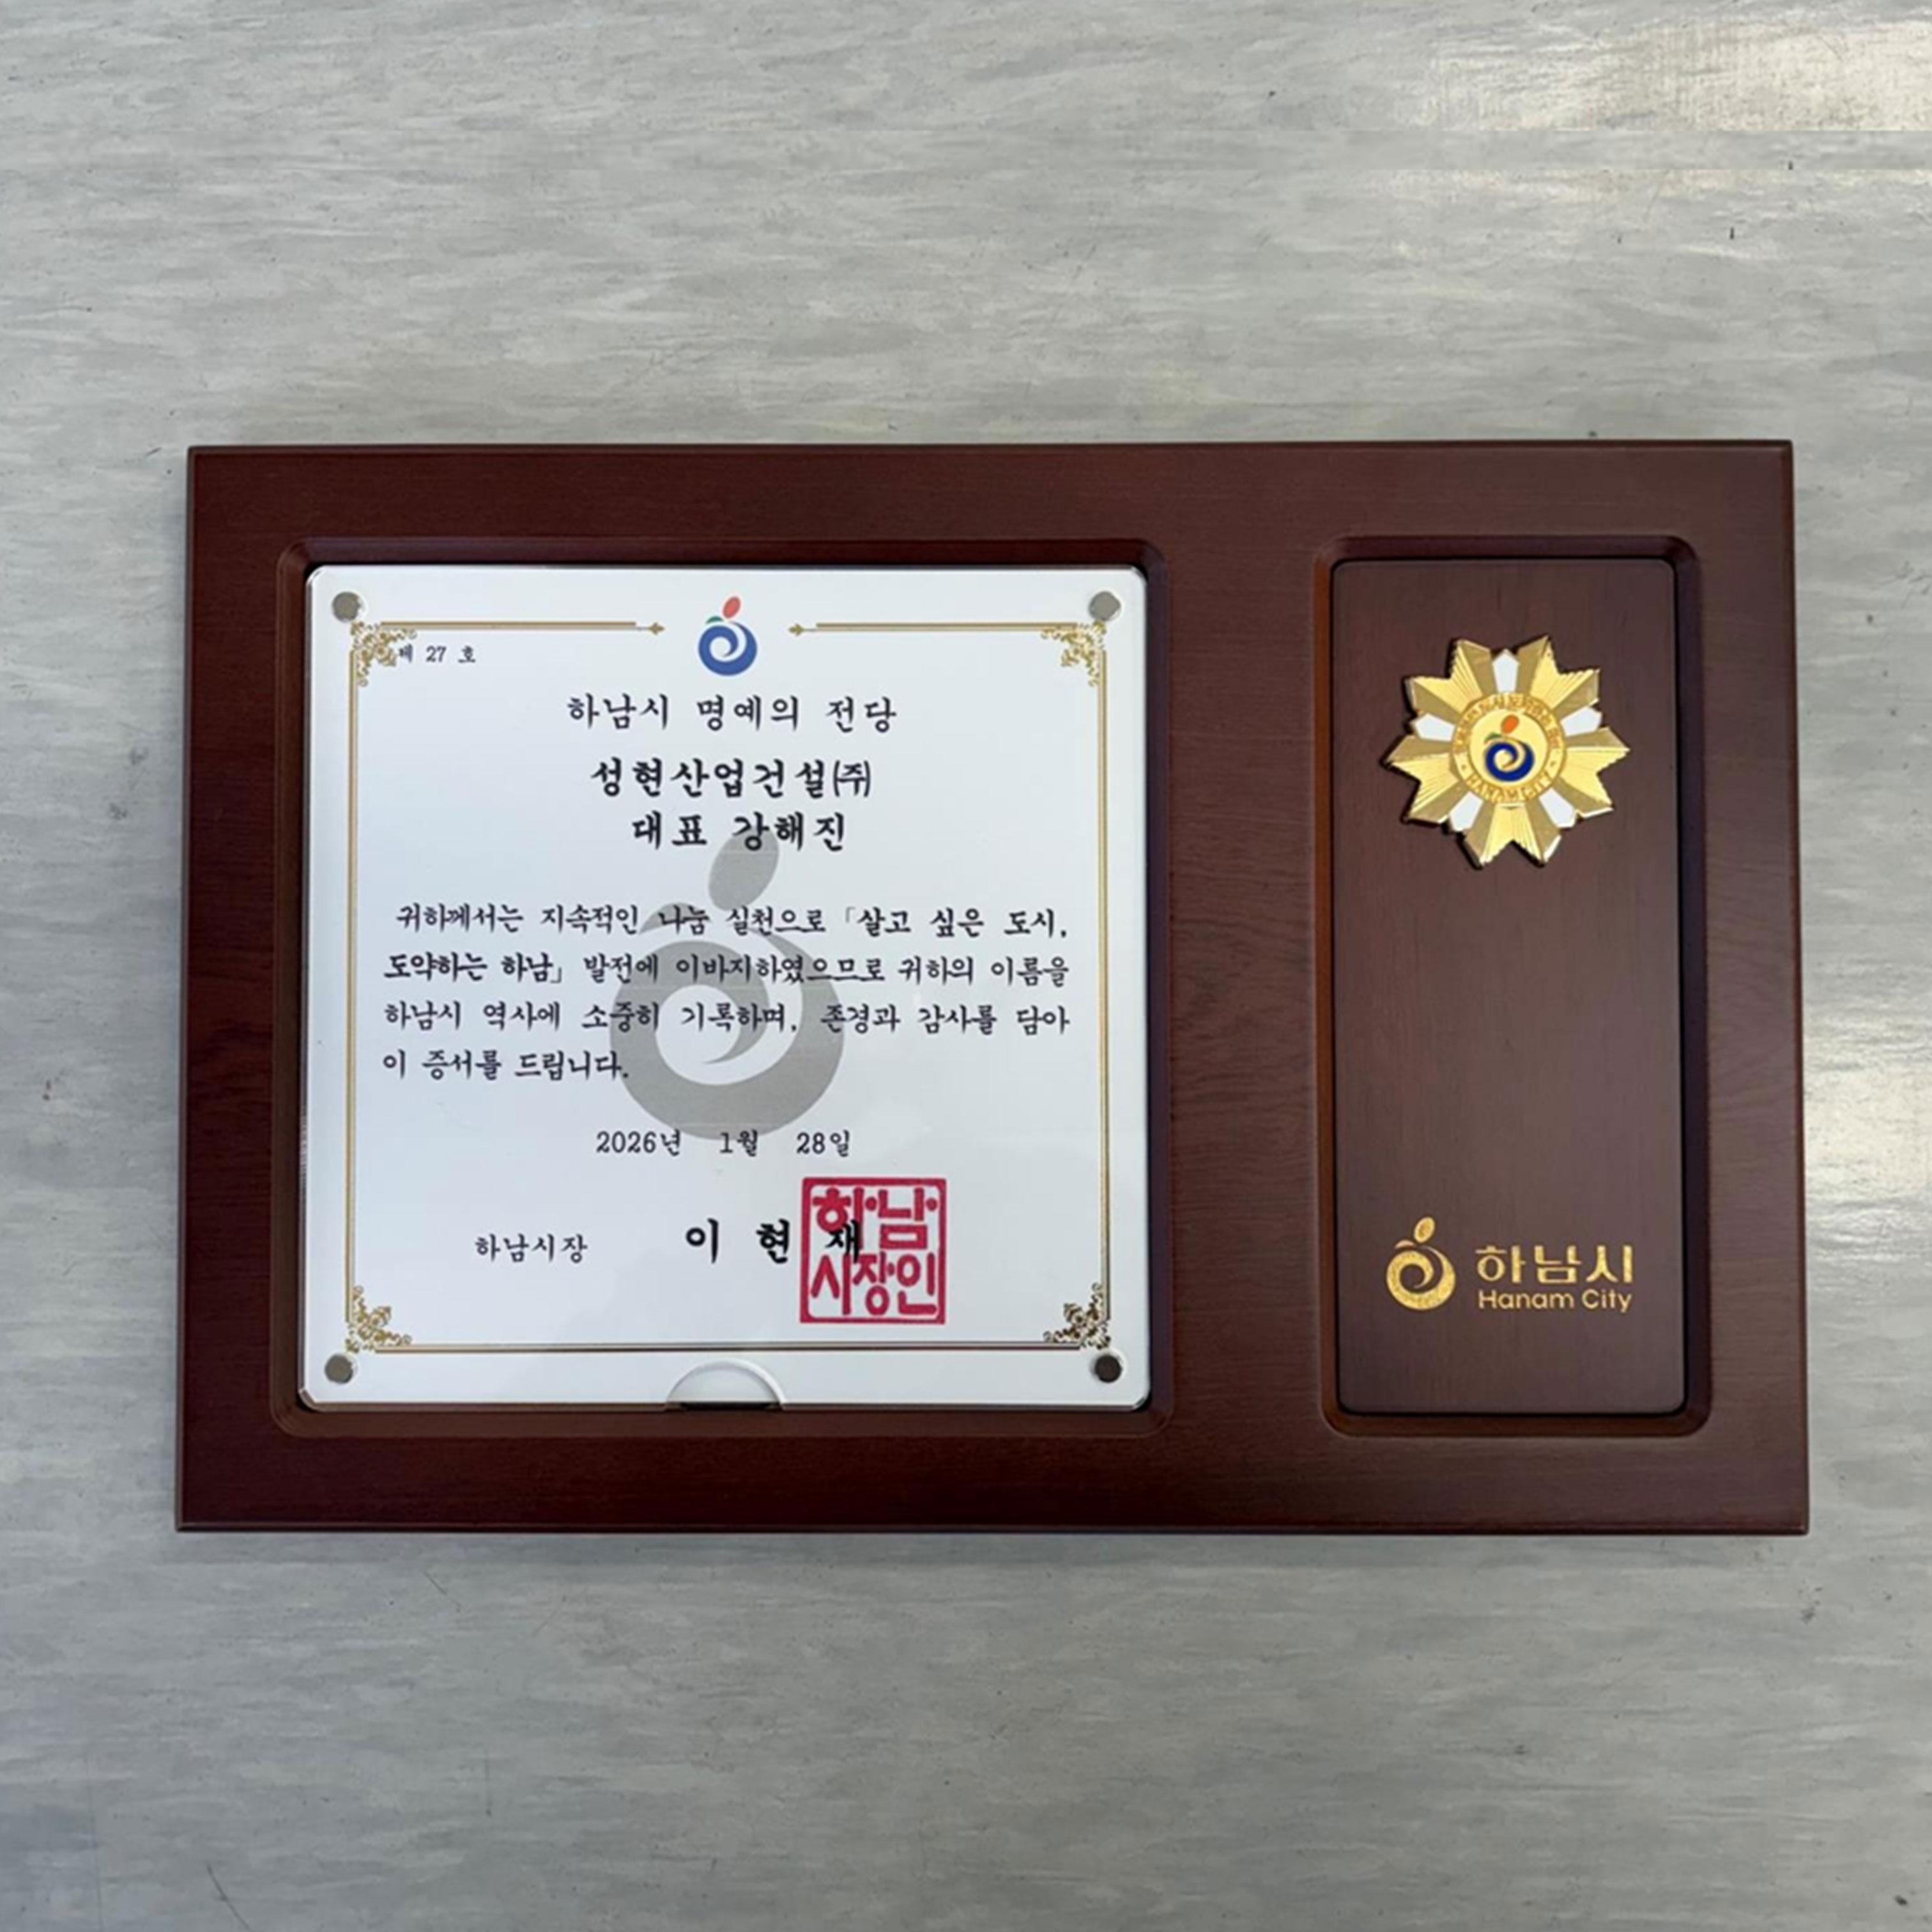 제 27 호
하남시 명예의 전당
성현산업건설(주)
대표 강해진
귀하께서는 지속적인 나눔 실천으로 「살고 싶은 도시,
도약하는 하남」 발전에 이바지하였으므로 귀하의 이름을
하남시 역사에 소중히 기록하며, 존경과 감사를 담아
이 증서를 드립니다.
2026년 1월 28일
하남시장 이 현 재
하남
시장인
HANAM CITY
하남시
Hanam City